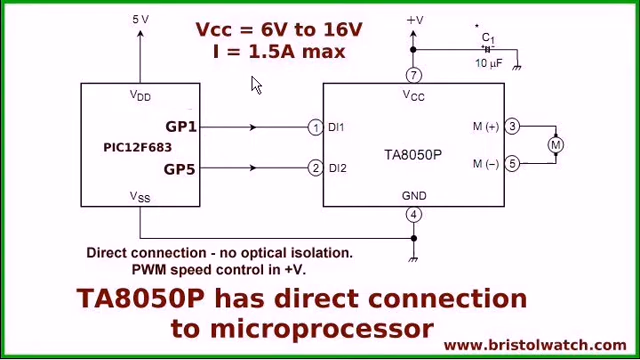 5 V
Vcc = 6V to 16V
I = 1.5A max
+V
*
C1
10 µF
7
VDD
VCC
GP1
1
DI1
M (+)
3
PIC12F683
TA8050P
M
GP5
2
DI2
M (−)
5
VSS
GND
4
Direct connection - no optical isolation.
PWM speed control in +V.
TA8050P has direct connection
to microprocessor
www.bristolwatch.com